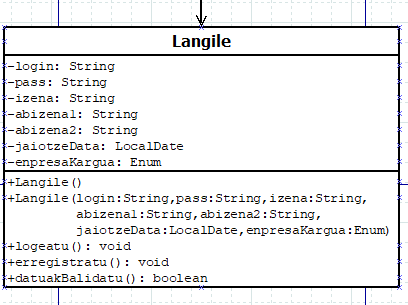 Langile
-login: String
-pass: String
-izena: String
-abizena1: String
-abizena2: String
-jaiotzeData: LocalDate
-enpresaKargua: Enum
+Langile()
+Langile(login:String,pass:String,izena:String,
abizena1:String,abizena2:String,
jaiotzeData:LocalDate,enpresaKargua:Enum)
+logeatu(): void
+erregistratu(): void
+datuakBalidatu(): boolean